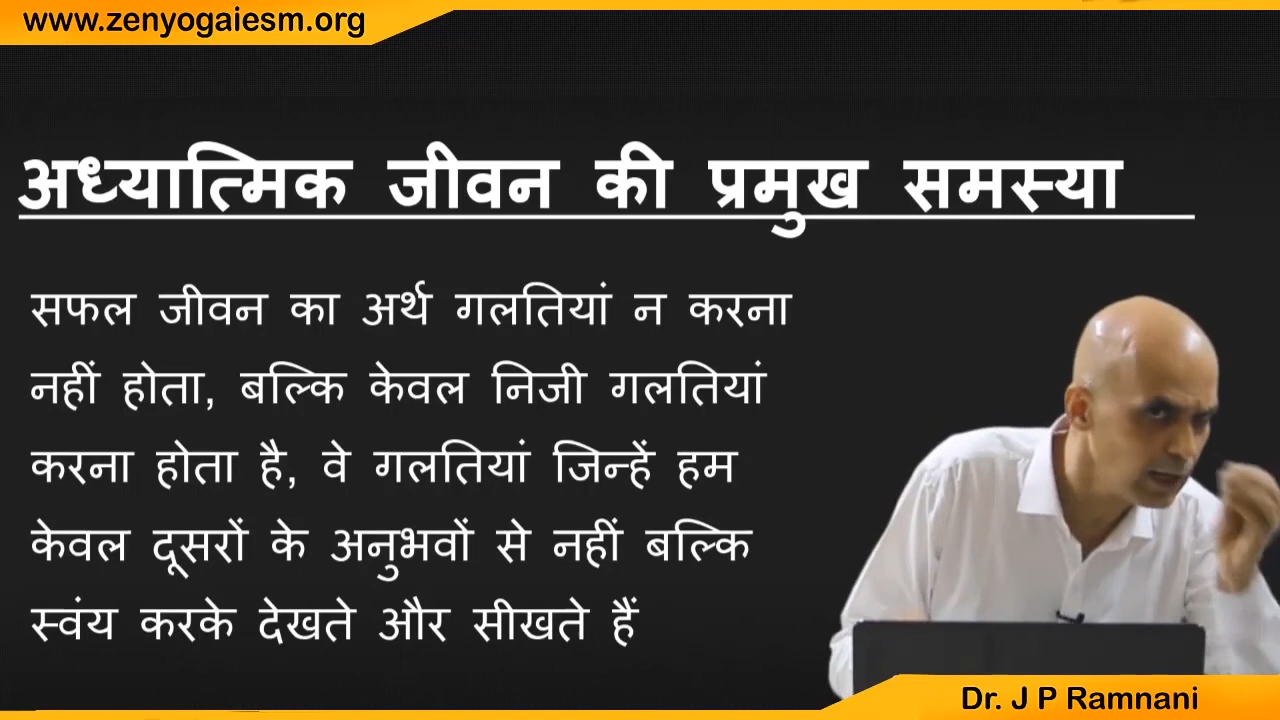 www.zenyogaiesm.org
अध्यात्मिक जीवन की प्रमुख समस्या
सफल जीवन का अर्थ गलतियां न करना
नहीं होता, बल्कि केवल निजी गलतियां
करना होता है, वे गलतियां जिन्हें हम
केवल दूसरों के अनुभवों से नहीं बल्कि
स्वंय करके देखते और सीखते हैं
Dr. J P Ramnani